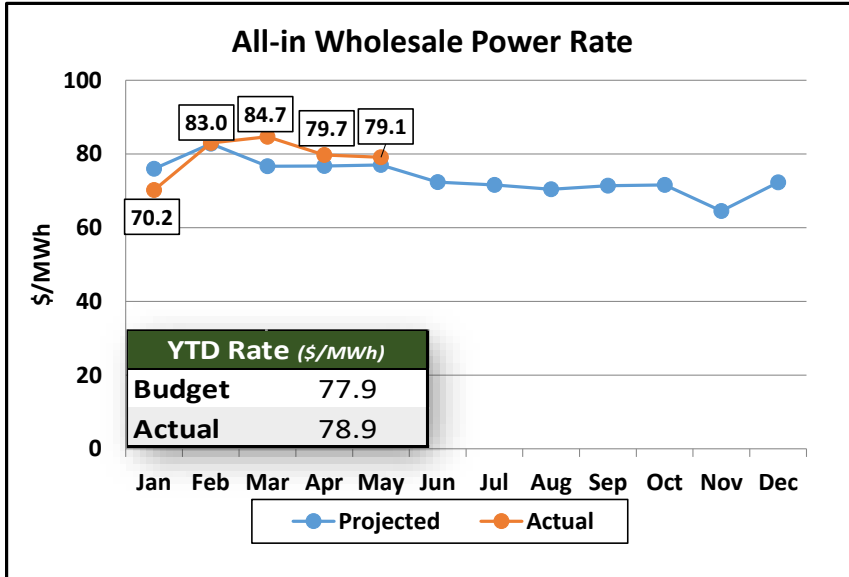 All-in Wholesale Power Rate
100
80
60
40
20
0
$/MWh
70.2
83.0
84.7
79.7
79.1
YTD Rate ($/MWh)
Budget 77.9
Actual 78.9
Jan Feb Mar Apr May Jun Jul Aug Sep Oct Nov Dec
Projected Actual